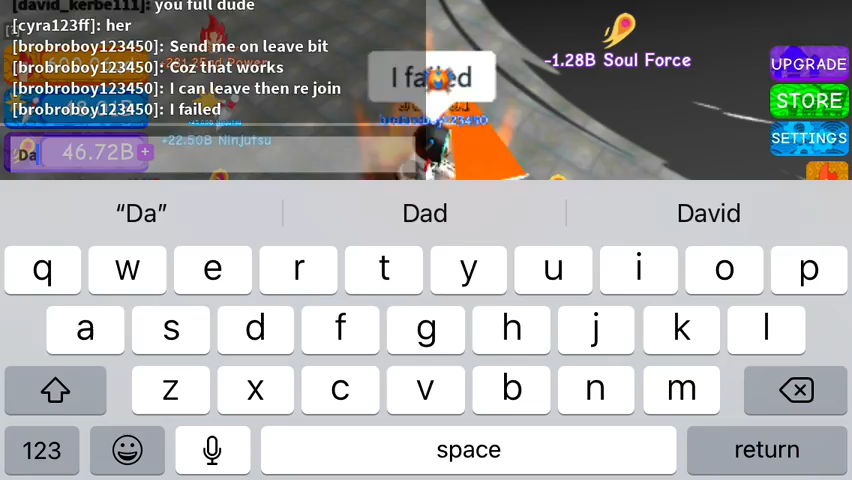 [david_kerbe111]: you full dude
[cyra123ff]: her
[brobroboy123450]: Send me on leave bit
[brobroboy123450]: Coz that works
[brobroboy123450]: I can leave then re join
[brobroboy123450]: I failed
I failed
brobroboy123450
-1.28B Soul Force
UPGRADE
STORE
SETTINGS
+22.50B Ninjutsu
Da
46.72B
+
“Da”
Dad
David
q w e r t y u i o p
a s d f g h j k l
z x c v b n m
123
space
return